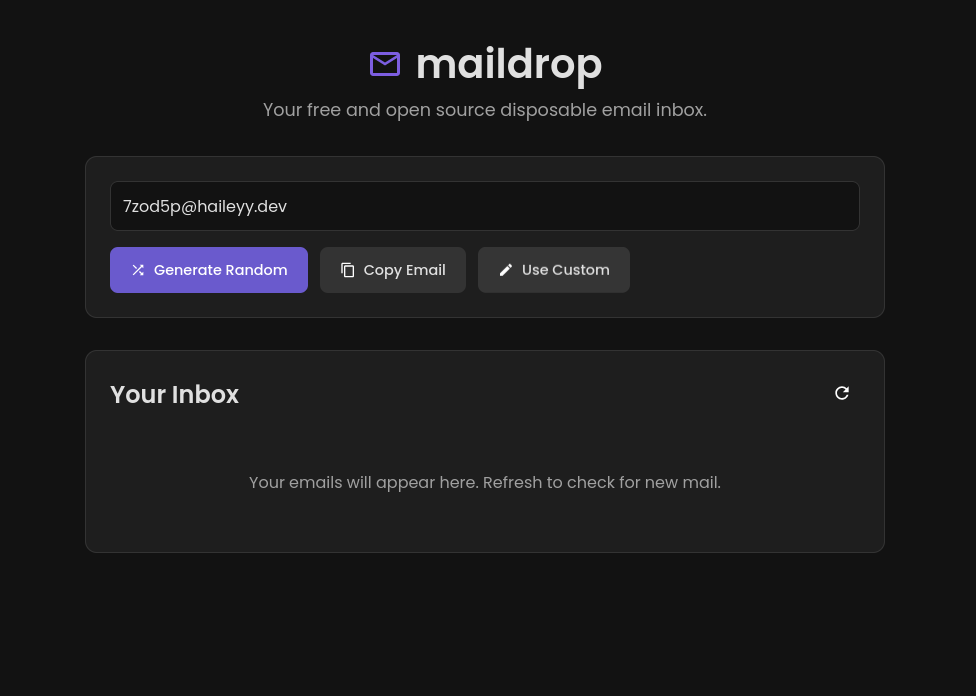 maildrop
Your free and open source disposable email inbox.
7zod5p@haileyy.dev
Generate Random
Copy Email
Use Custom
Your Inbox
Your emails will appear here. Refresh to check for new mail.